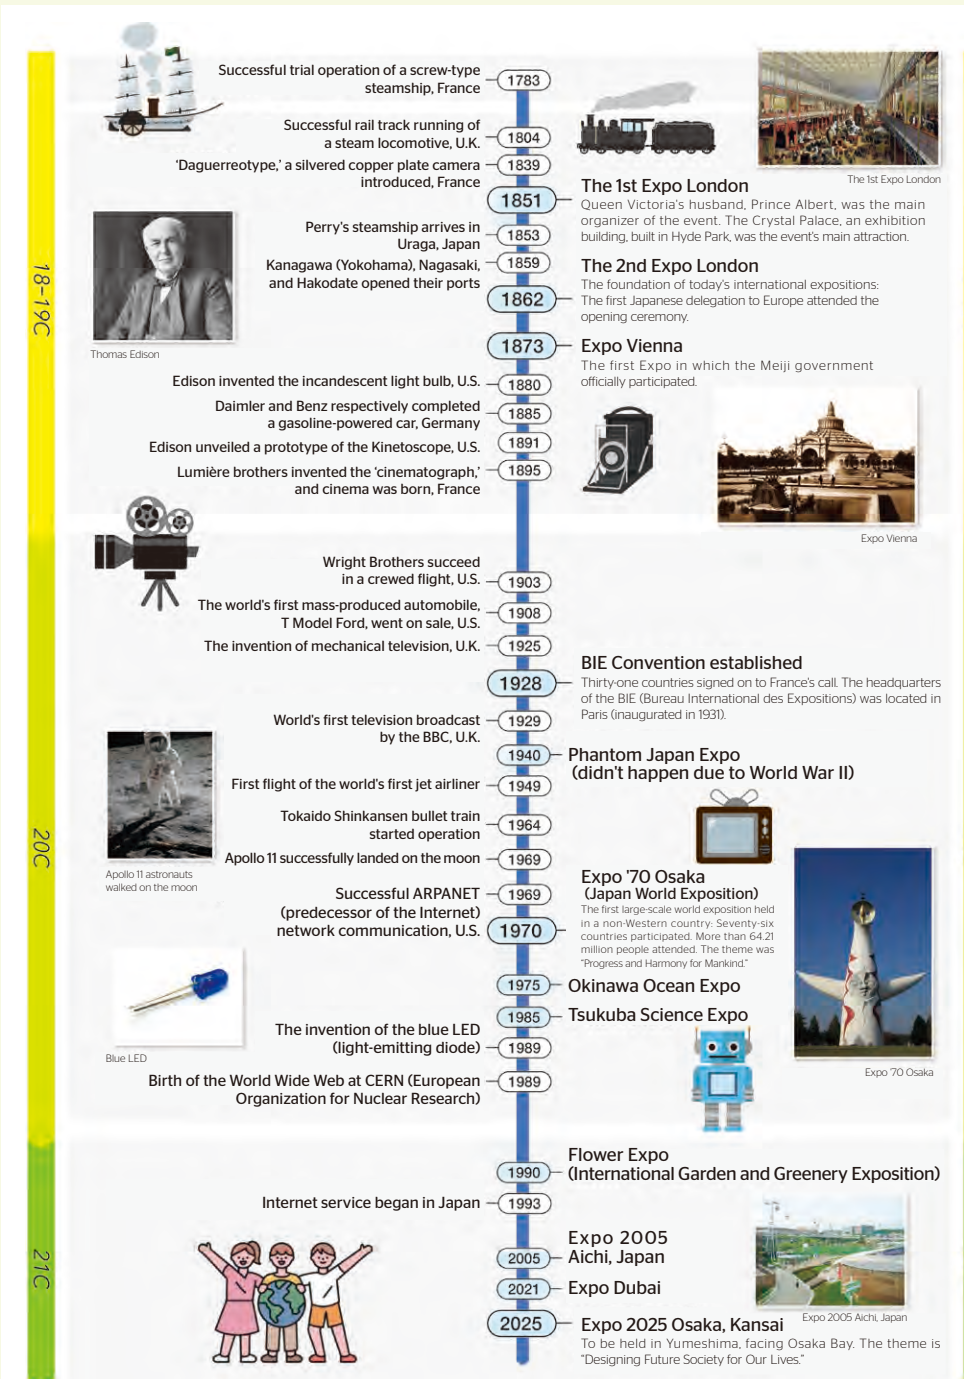 18-19C
Successful trial operation of a screw-type
steamship, France
1783
Successful rail track running of
a steam locomotive, U.K.
1804
'Daguerreotype,' a silvered copper plate camera
introduced, France
1839
The 1st Expo London
1851
The 1st Expo London
Queen Victoria's husband, Prince Albert, was the main
organizer of the event. The Crystal Palace, an exhibition
building, built in Hyde Park, was the event's main attraction.
Perry's steamship arrives in
Uraga, Japan
1853
Kanagawa (Yokohama), Nagasaki,
and Hakodate opened their ports
1859
1862
The 2nd Expo London
The foundation of today's international expositions:
The first Japanese delegation to Europe attended the
opening ceremony.
Thomas Edison
1873
Expo Vienna
The first Expo in which the Meiji government
officially participated.
Edison invented the incandescent light bulb, U.S.
1880
Daimler and Benz respectively completed
a gasoline-powered car, Germany
1885
Edison unveiled a prototype of the Kinetoscope, U.S.
1891
Lumière brothers invented the 'cinematograph,'
and cinema was born, France
1895
Expo Vienna
20C
Wright Brothers succeed
in a crewed flight, U.S.
1903
The world's first mass-produced automobile,
T Model Ford, went on sale, U.S.
1908
The invention of mechanical television, U.K.
1925
1928
BIE Convention established
Thirty-one countries signed on to France's call. The headquarters
of the BIE (Bureau International des Expositions) was located in
Paris (inaugurated in 1931).
World's first television broadcast
by the BBC, U.K.
1929
1940
Phantom Japan Expo
(didn't happen due to World War II)
First flight of the world's first jet airliner
1949
Tokaido Shinkansen bullet train
started operation
1964
Apollo 11 successfully landed on the moon
1969
Apollo 11 astronauts
walked on the moon
Successful ARPANET
(predecessor of the Internet)
network communication, U.S.
1969
1970
Expo '70 Osaka
(Japan World Exposition)
The first large-scale world exposition held
in a non-Western country: Seventy-six
countries participated. More than 64.21
million people attended. The theme was
"Progress and Harmony for Mankind."
1975
Okinawa Ocean Expo
1985
Tsukuba Science Expo
The invention of the blue LED
(light-emitting diode)
1989
Blue LED
Expo '70 Osaka
Birth of the World Wide Web at CERN (European
Organization for Nuclear Research)
1989
21C
1990
Flower Expo
(International Garden and Greenery Exposition)
Internet service began in Japan
1993
2005
Expo 2005
Aichi, Japan
2021
Expo Dubai
Expo 2005 Aichi, Japan
2025
Expo 2025 Osaka, Kansai
To be held in Yumeshima, facing Osaka Bay. The theme is
"Designing Future Society for Our Lives."